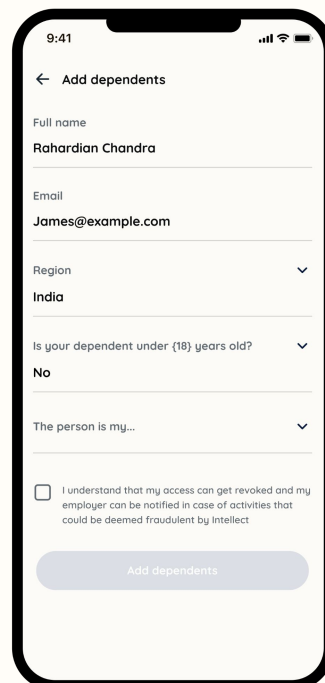 9:41
Add dependents
Full name
Rahardian Chandra
Email
James@example.com
Region
India
Is your dependent under {18} years old?
No
The person is my...
I understand that my access can get revoked and my
employer can be notified in case of activities that
could be deemed fraudulent by Intellect
Add dependents